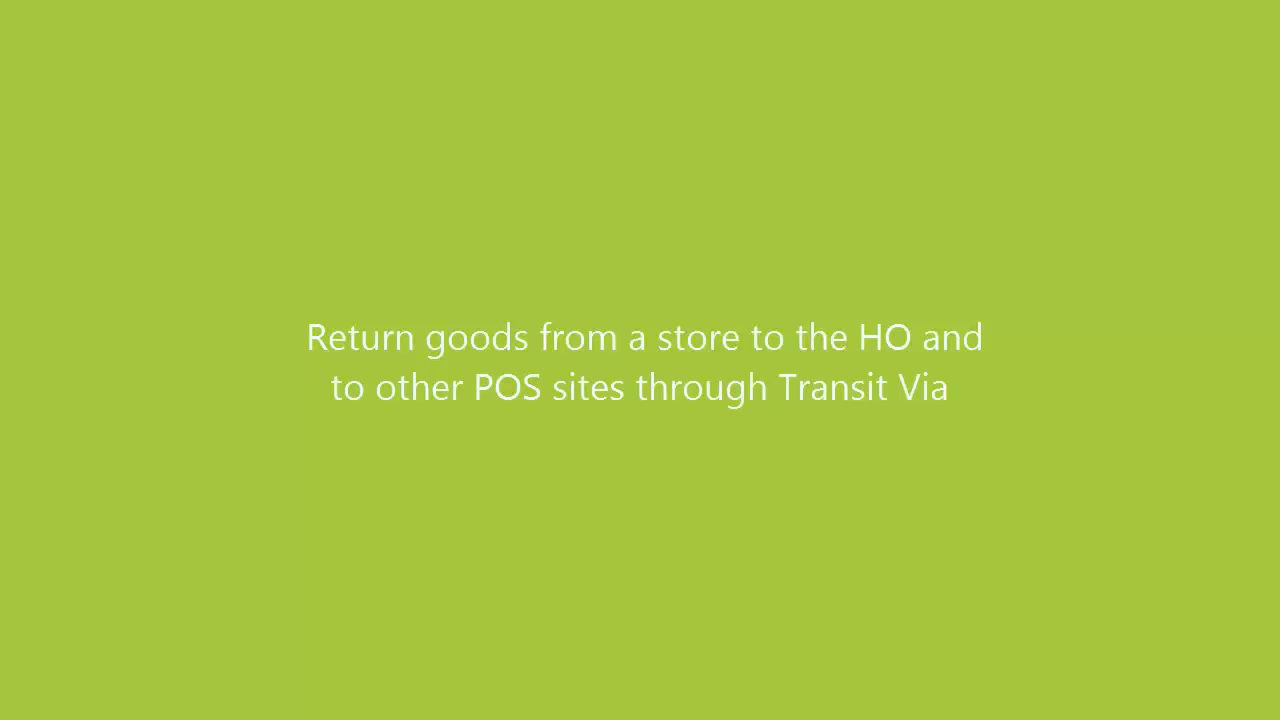 Return goods from a store to the HO and
to other POS sites through Transit Via